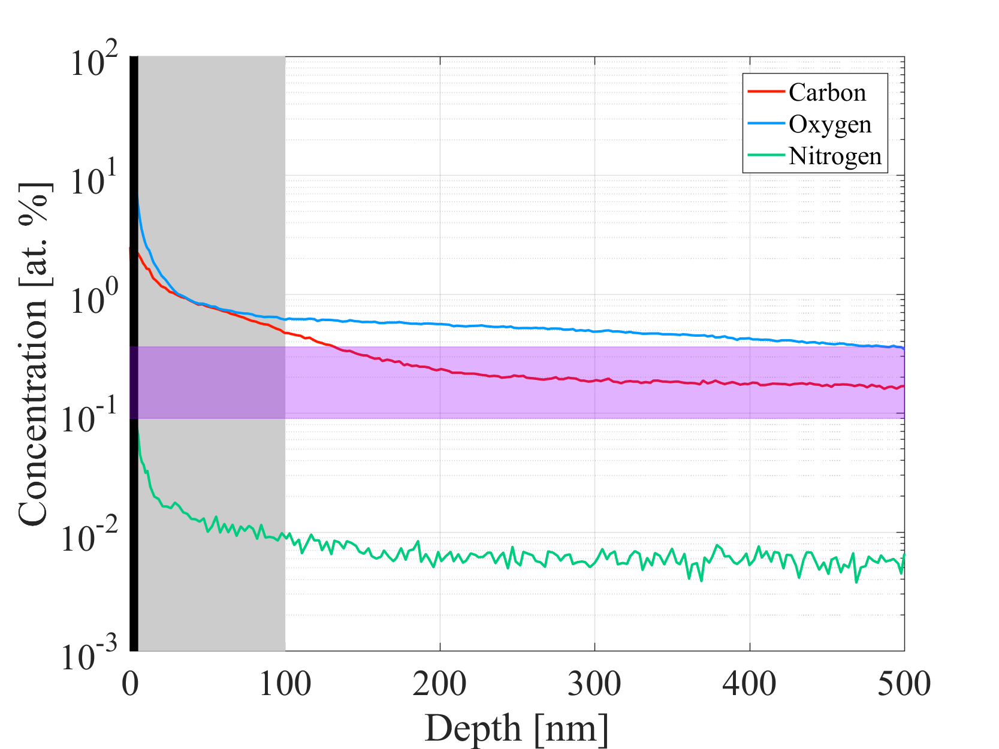 10^2
10^1
10^0
10^-1
10^-2
10^-3
Concentration [at. %]
Carbon
Oxygen
Nitrogen
0 100 200 300 400 500
Depth [nm]